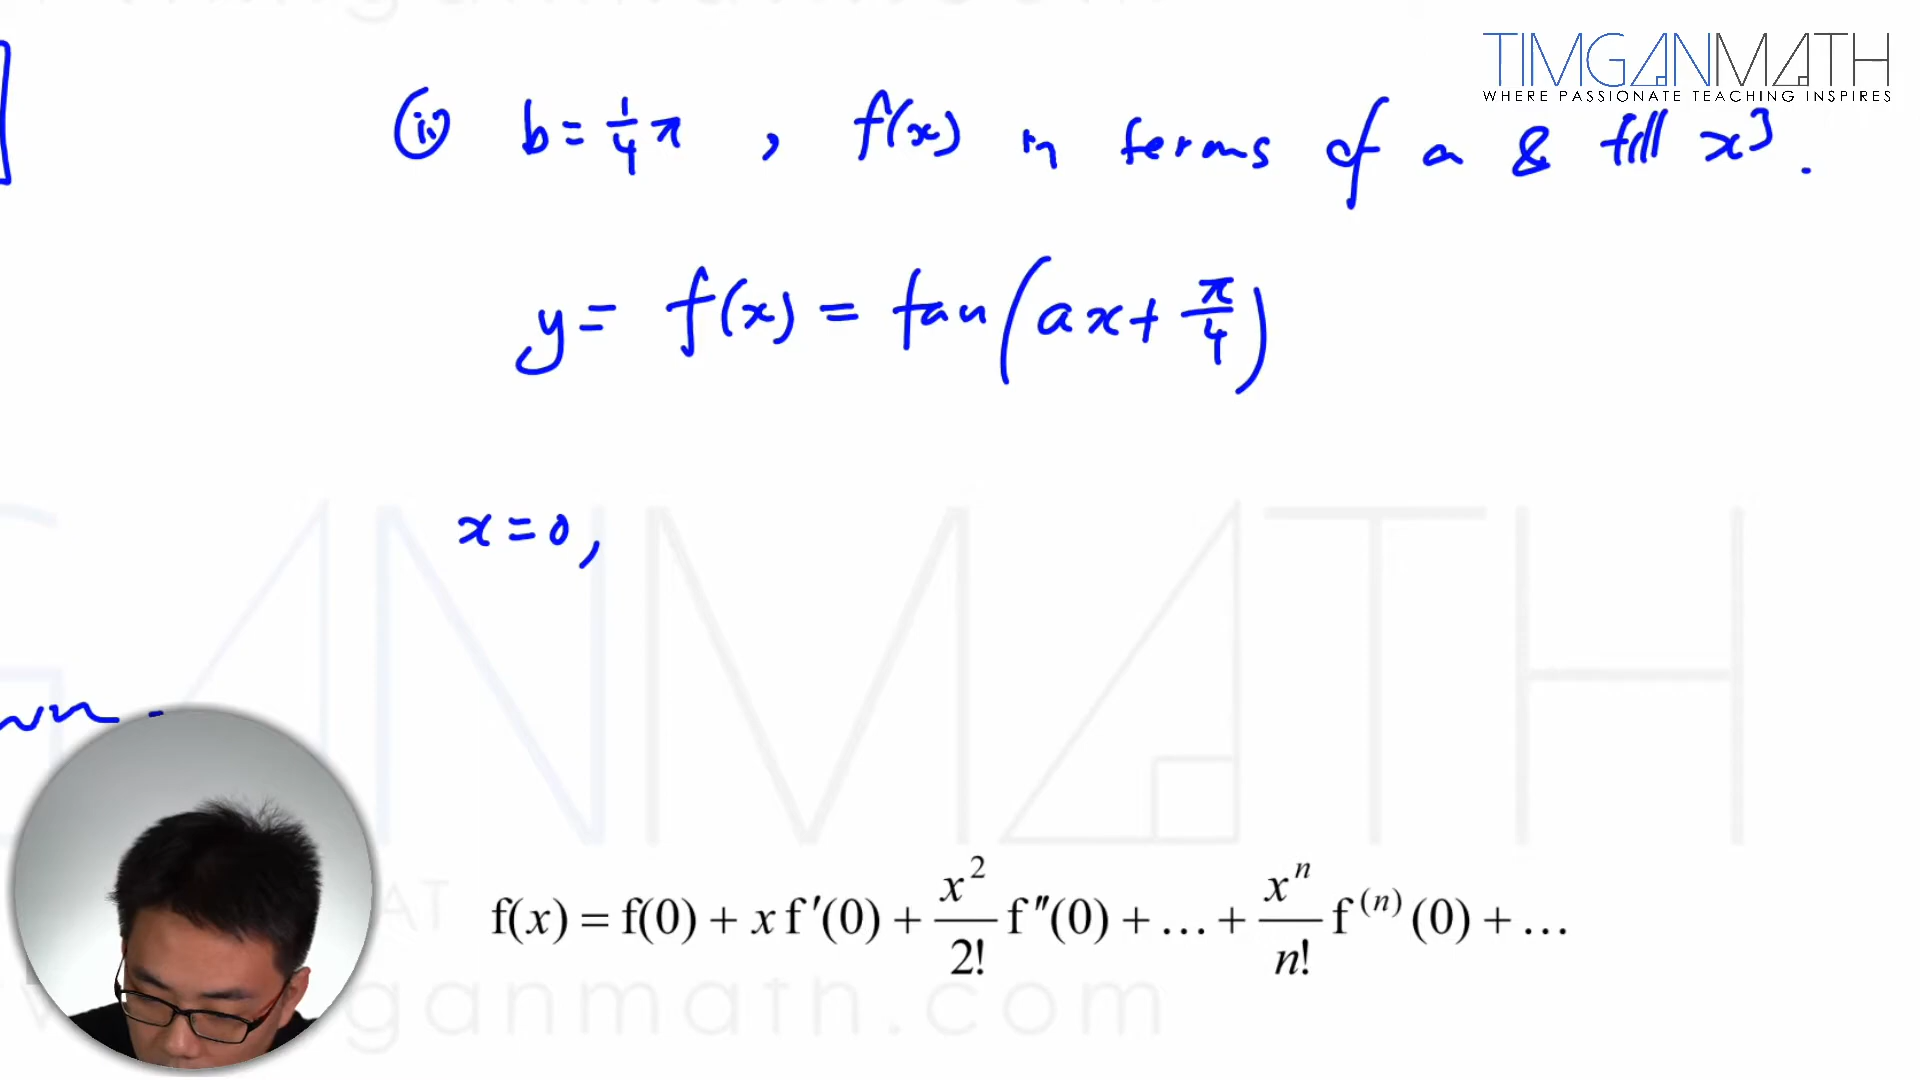 TIMGANMATH
WHERE PASSIONATE TEACHING INSPIRES
(ii) b = 1/4 π , f(x) in terms of a & till x³.
y = f(x) = tan(ax + π/4)
x = 0,
f(x) = f(0) + x f′(0) + x²/2! f″(0) + … + xⁿ/n! f⁽ⁿ⁾(0) + …